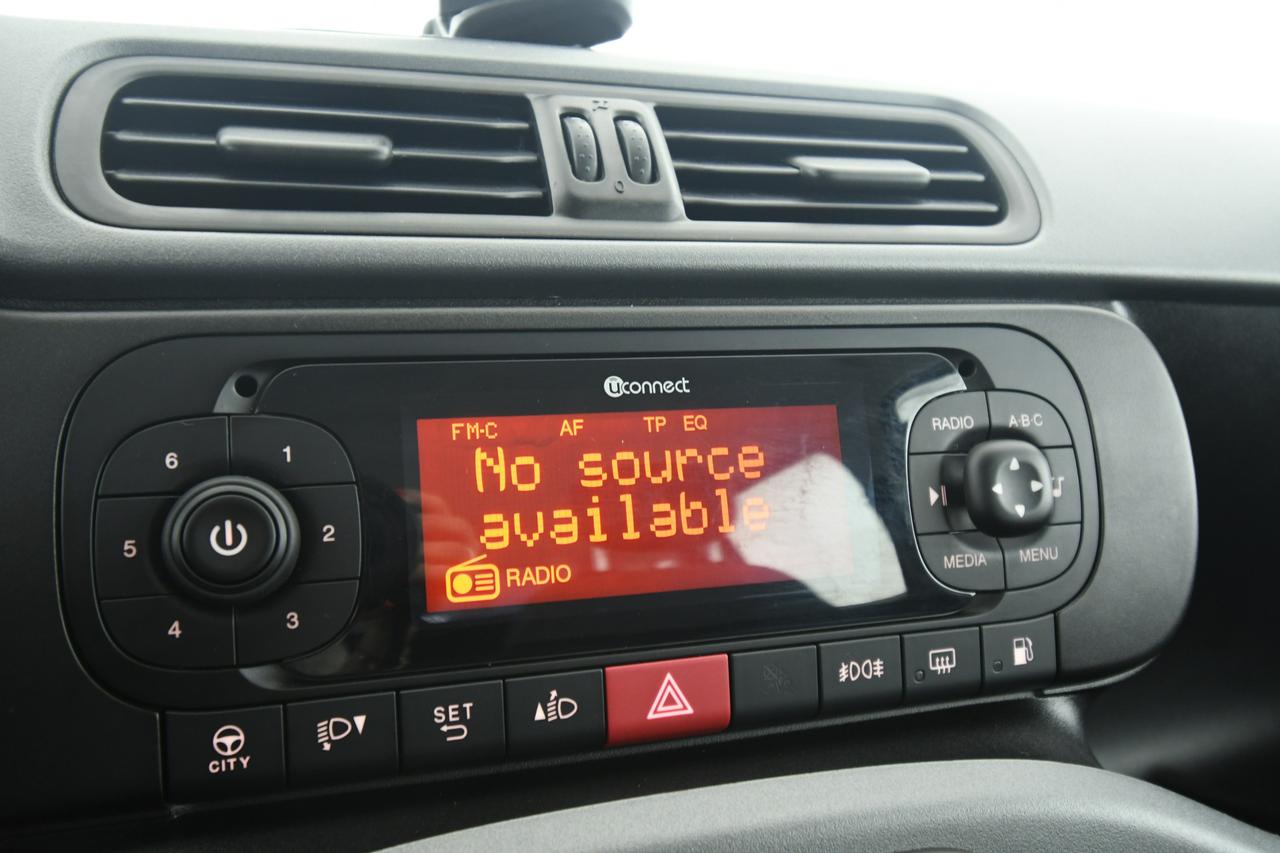 uconnect
FM-C AF TP EQ
No source
available
RADIO
6 1
5 2
4 3
RADIO A·B·C
MEDIA MENU
CITY
SET
O